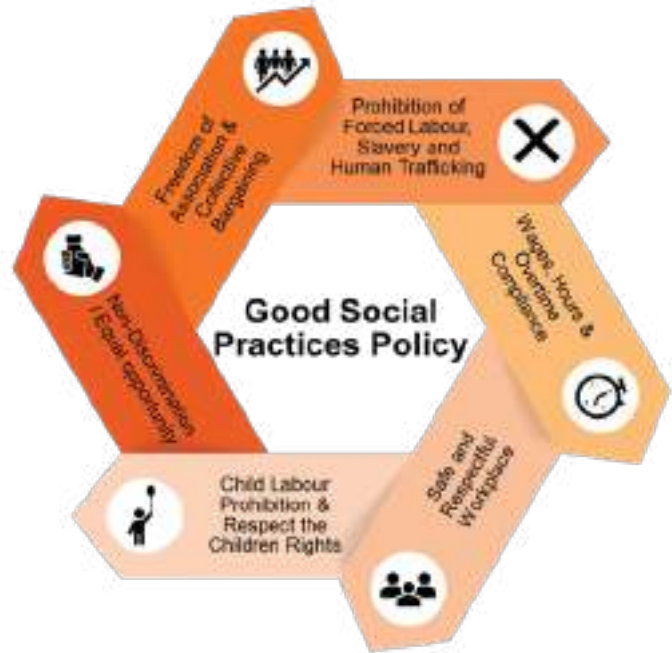 Good Social
Practices Policy
Freedom of
Association &
Collective
Bargaining
Prohibition of
Forced Labour,
Slavery and
Human Trafficking
Wages, Hours &
Overtime
Compliance
Safe and
Respectful
Workplace
Child Labour
Prohibition &
Respect the
Children Rights
Non-Discrimination
/ Equal opportunity